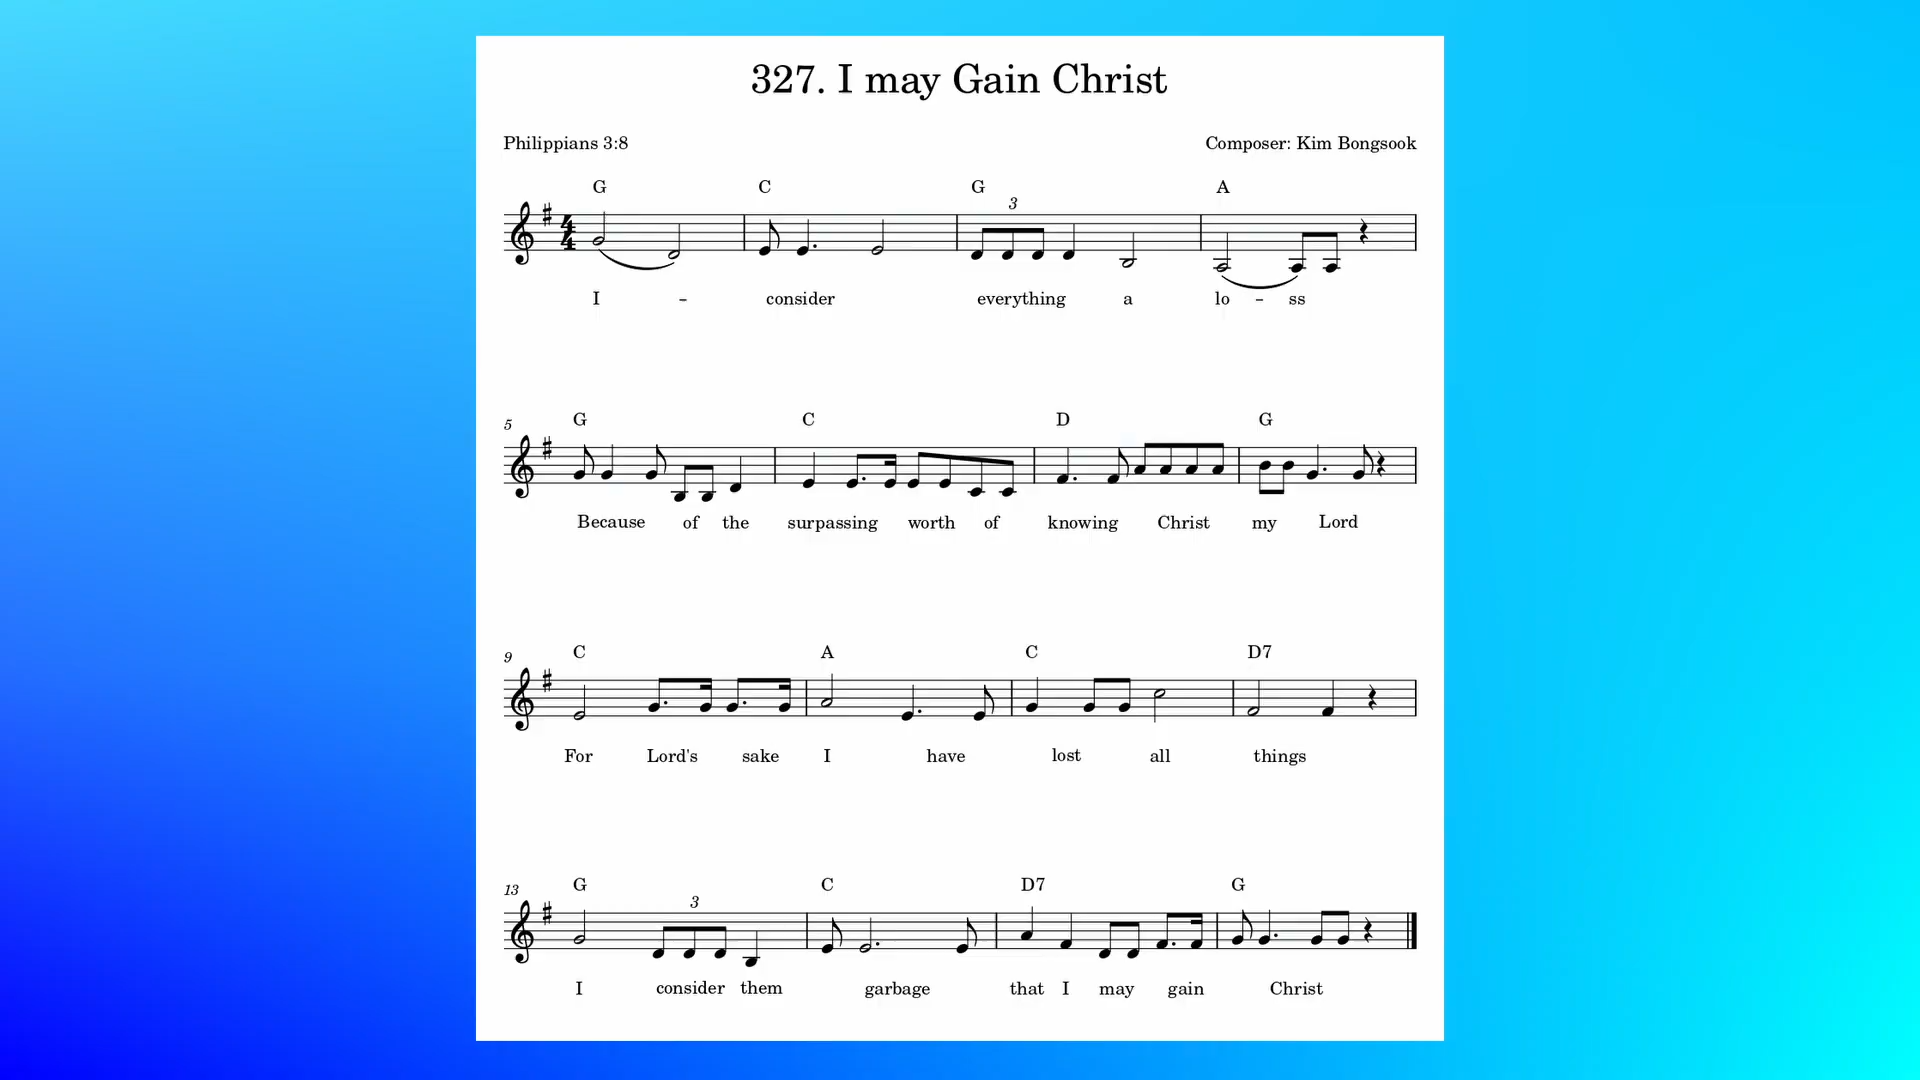 327. I may Gain Christ
Philippians 3:8 Composer: Kim Bongsook
G C G A
3
4
4
I - consider everything a lo - ss
5 G C D G
Because of the surpassing worth of knowing Christ my Lord
9 C A C D7
For Lord's sake I have lost all things
13 G C D7 G
3
I consider them garbage that I may gain Christ